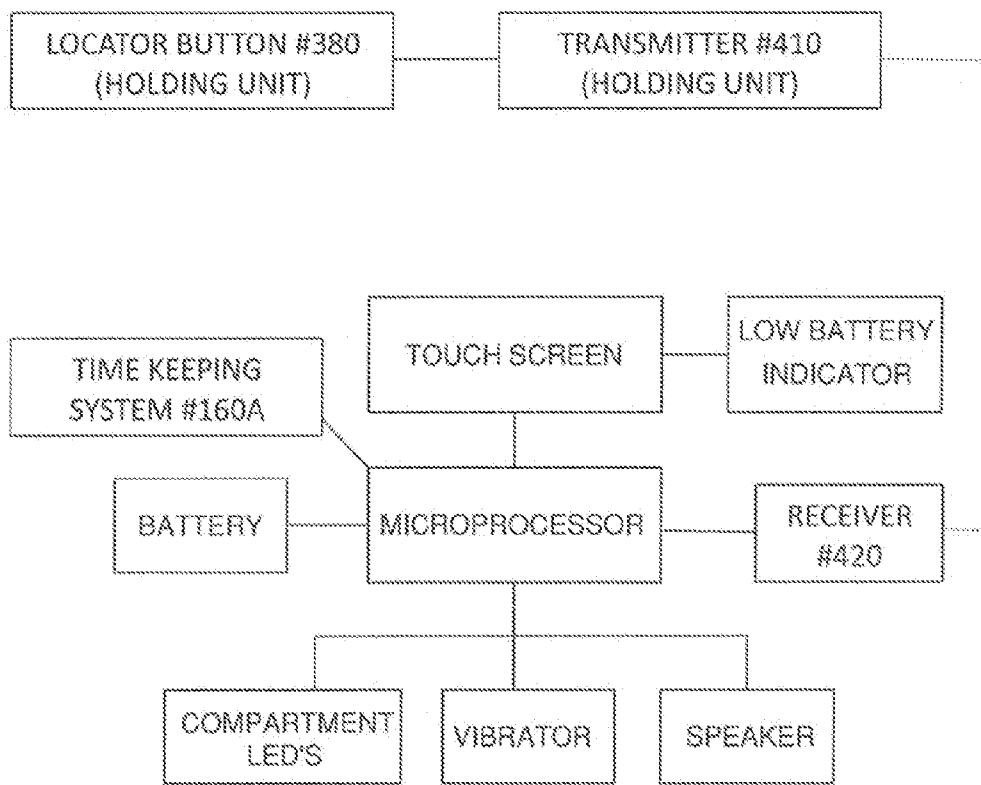 LOCATOR BUTTON #380
(HOLDING UNIT)
TRANSMITTER #410
(HOLDING UNIT)
TOUCH SCREEN
LOW BATTERY
INDICATOR
TIME KEEPING
SYSTEM #160A
BATTERY
MICROPROCESSOR
RECEIVER
#420
COMPARTMENT
LED'S
VIBRATOR
SPEAKER